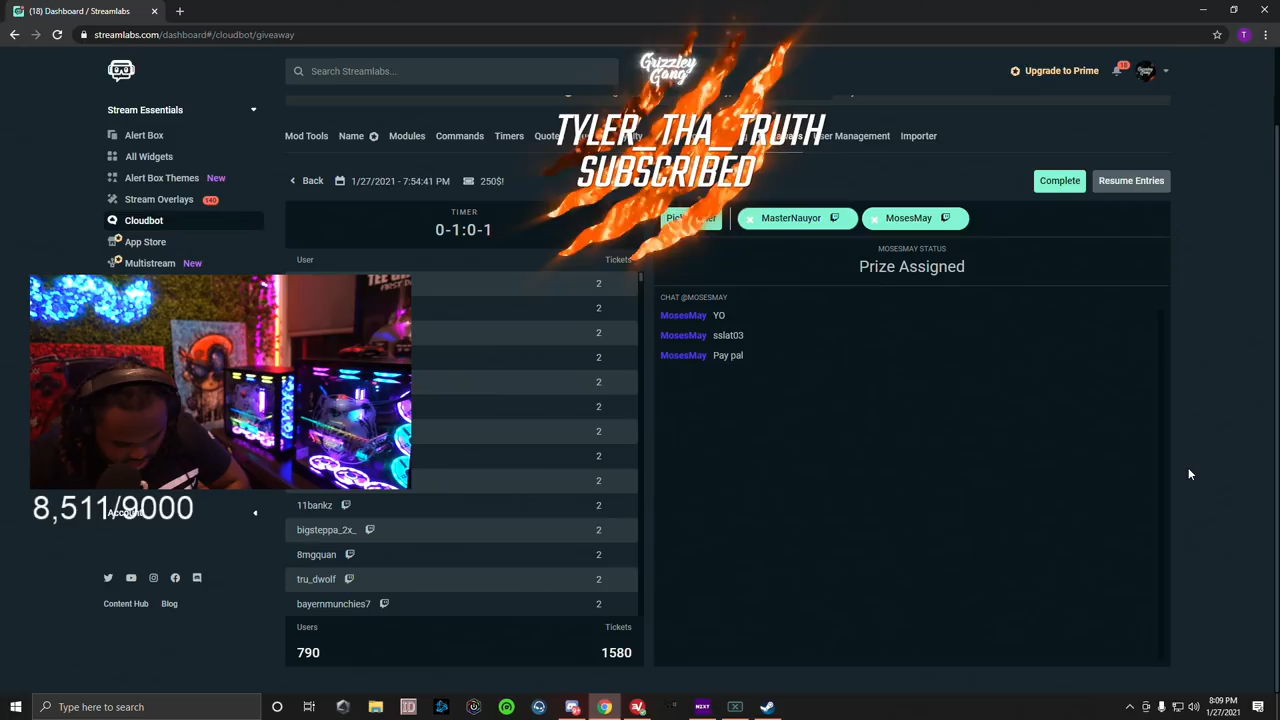 (18) Dashboard / Streamlabs
streamlabs.com/dashboard#/cloudbot/giveaway
T
Grizzley
Gang
Search Streamlabs...
Upgrade to Prime
18
TYLER_THA_TRUTH
SUBSCRIBED
Stream Essentials
Alert Box
All Widgets
Alert Box Themes New
Stream Overlays 140
Cloudbot
App Store
Multistream New
Account
Content Hub Blog
Mod Tools Name Modules Commands Timers User Management Importer
Back 1/27/2021 - 7:54:41 PM 250$!
Complete Resume Entries
TIMER
0-1:0-1
User Tickets
2
2
2
2
2
2
2
2
2
11bankz 2
bigsteppa_2x_ 2
8mgquan 2
tru_dwolf 2
bayernmunchies7 2
Users Tickets
790 1580
MasterNauyor MosesMay
MOSESMAY STATUS
Prize Assigned
CHAT @MOSESMAY
MosesMay YO
MosesMay sslat03
MosesMay Pay pal
8,511/9000
Type here to search
NZXT
8:09 PM
1/27/2021